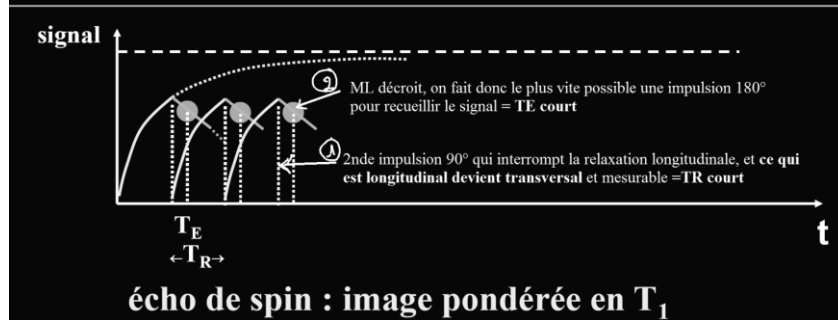 signal
② ML décroit, on fait donc le plus vite possible une impulsion 180°
pour recueillir le signal = TE court
① 2nde impulsion 90° qui interrompt la relaxation longitudinale, et ce qui
est longitudinal devient transversal et mesurable =TR court
t
TE
←TR→
écho de spin : image pondérée en T1